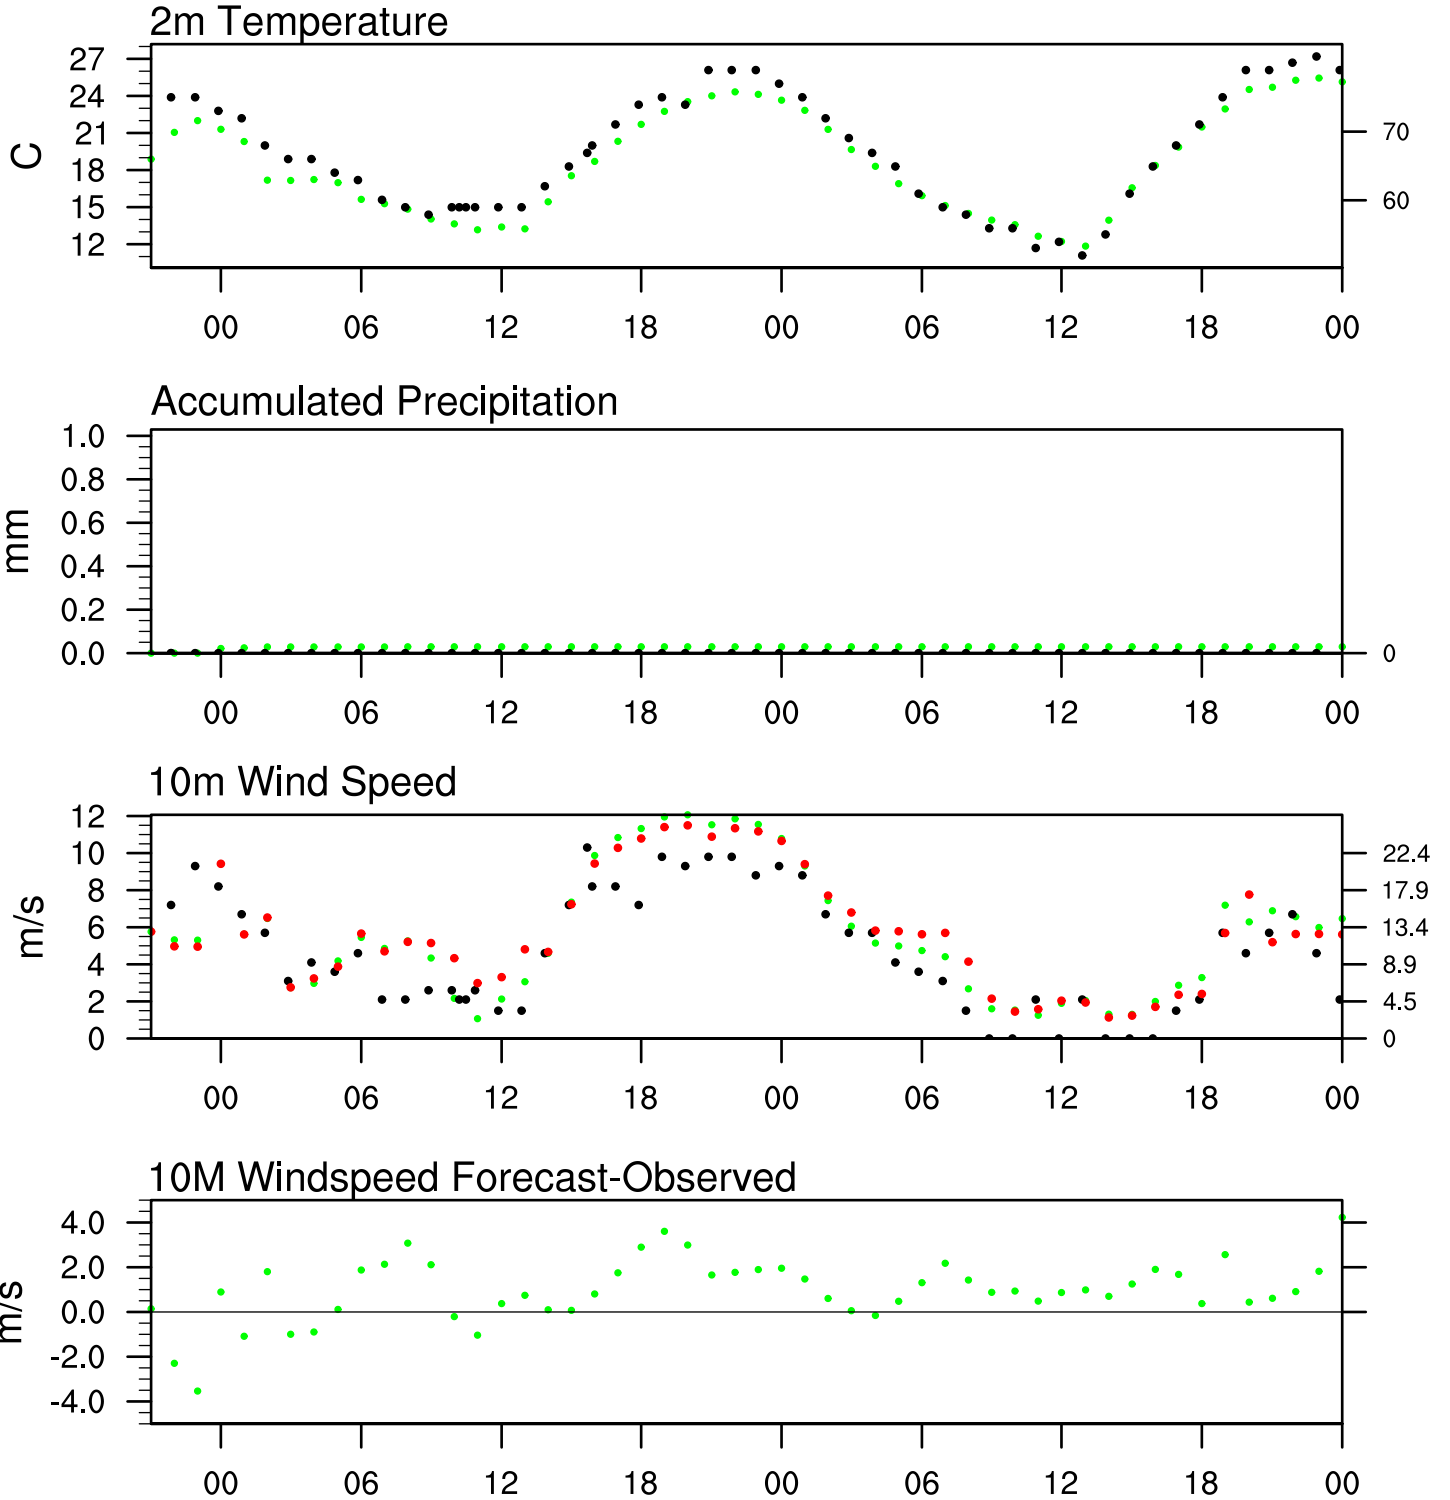 2m Temperature
27
24
21
18
15
12
C
70
60
00 06 12 18 00 06 12 18 00
Accumulated Precipitation
1.0
0.8
0.6
0.4
0.2
0.0
mm
0
00 06 12 18 00 06 12 18 00
10m Wind Speed
12
10
8
6
4
2
0
m/s
22.4
17.9
13.4
8.9
4.5
0
00 06 12 18 00 06 12 18 00
10M Windspeed Forecast-Observed
4.0
2.0
0.0
-2.0
-4.0
m/s
00 06 12 18 00 06 12 18 00